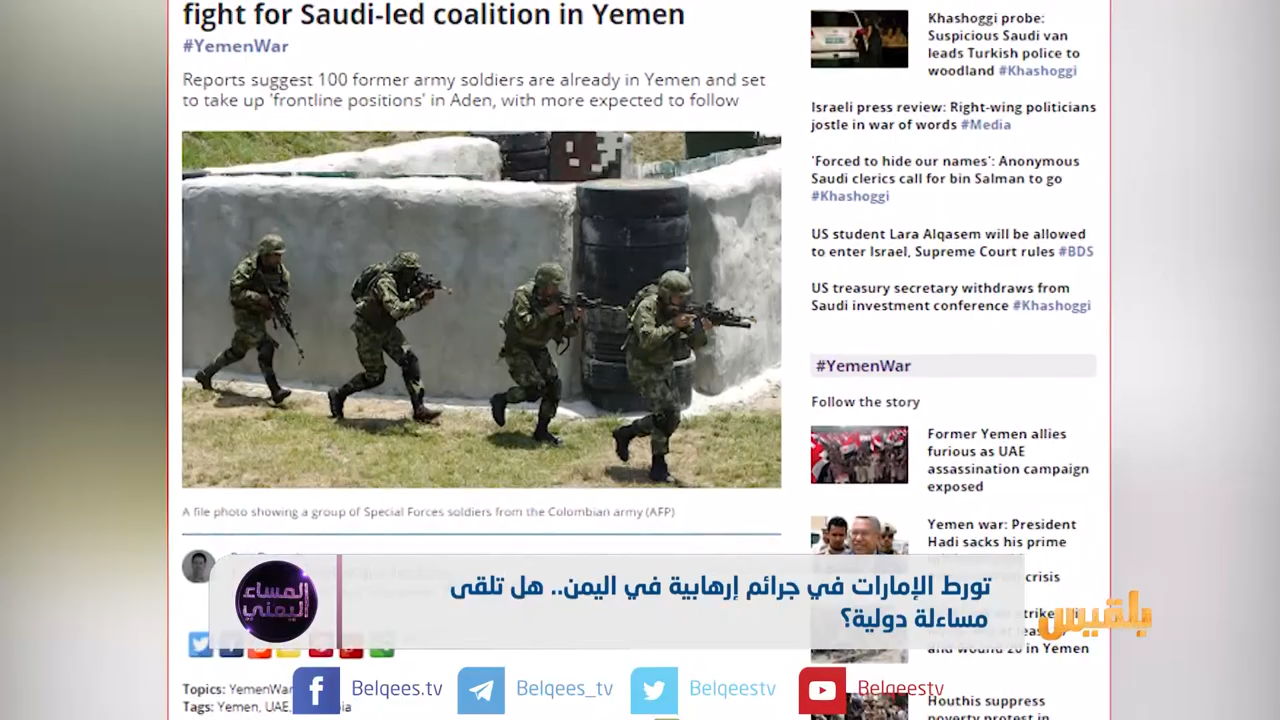 fight for Saudi-led coalition in Yemen
#YemenWar
Reports suggest 100 former army soldiers are already in Yemen and set
to take up 'frontline positions' in Aden, with more expected to follow
A file photo showing a group of Special Forces soldiers from the Colombian army (AFP)
Topics: YemenWar
Tags: Yemen, UAE,
Khashoggi probe:
Suspicious Saudi van
leads Turkish police to
woodland #Khashoggi
Israeli press review: Right-wing politicians
jostle in war of words #Media
'Forced to hide our names': Anonymous
Saudi clerics call for bin Salman to go
#Khashoggi
US student Lara Alqasem will be allowed
to enter Israel, Supreme Court rules #BDS
US treasury secretary withdraws from
Saudi investment conference #Khashoggi
#YemenWar
Follow the story
Former Yemen allies
furious as UAE
assassination campaign
exposed
Yemen war: President
Hadi sacks his prime
crisis
and wound 20 in Yemen
Houthis suppress
poverty protest in
المساء
اليمني
تورط الإمارات في جرائم إرهابية في اليمن.. هل تلقى
مساءلة دولية؟
بلقيس
Belqees.tv
Belqees_tv
Belqeestv
Belqeestv